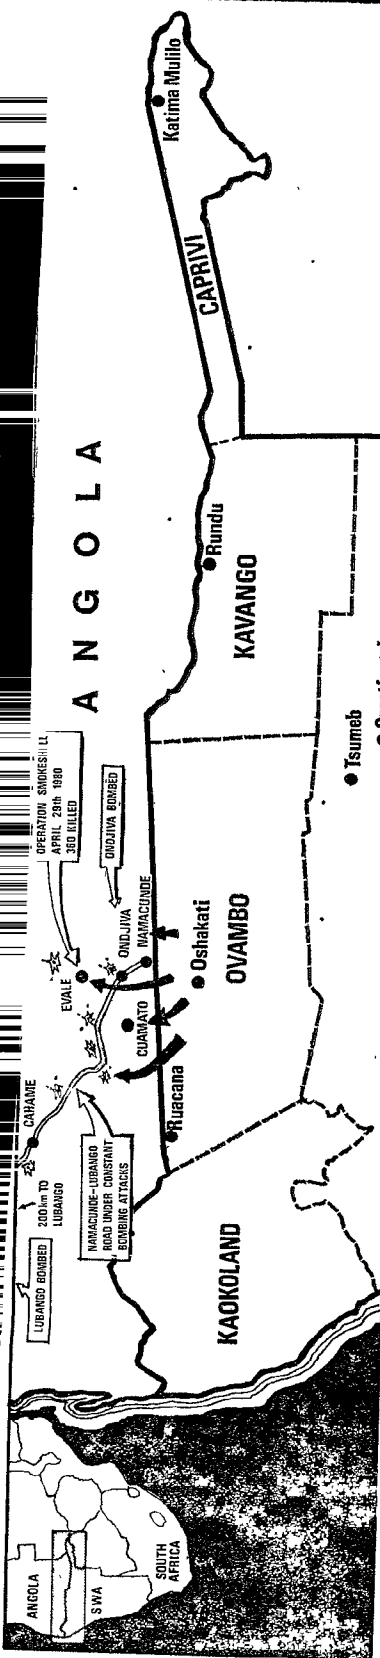 ANGOLA
SWA
SOUTH
AFRICA
LUBANGO BOMBED
200km TO
LUBANGO
CAHAME
NAMACUNDE-LUBANGO
ROAD UNDER CONSTANT
BOMBING ATTACKS
OPERATION SMOKESHELL
APRIL 29th 1980
360 KILLED
ONDJIVA BOMBED
EVALE
ONDJIVA
NAMACUNDE
CUAMATO
ANGOLA
Ruacana
Oshakati
OVAMBO
KAOKOLAND
Rundu
KAVANGO
CAPRIVI
Katima Mulilo
Tsumeb